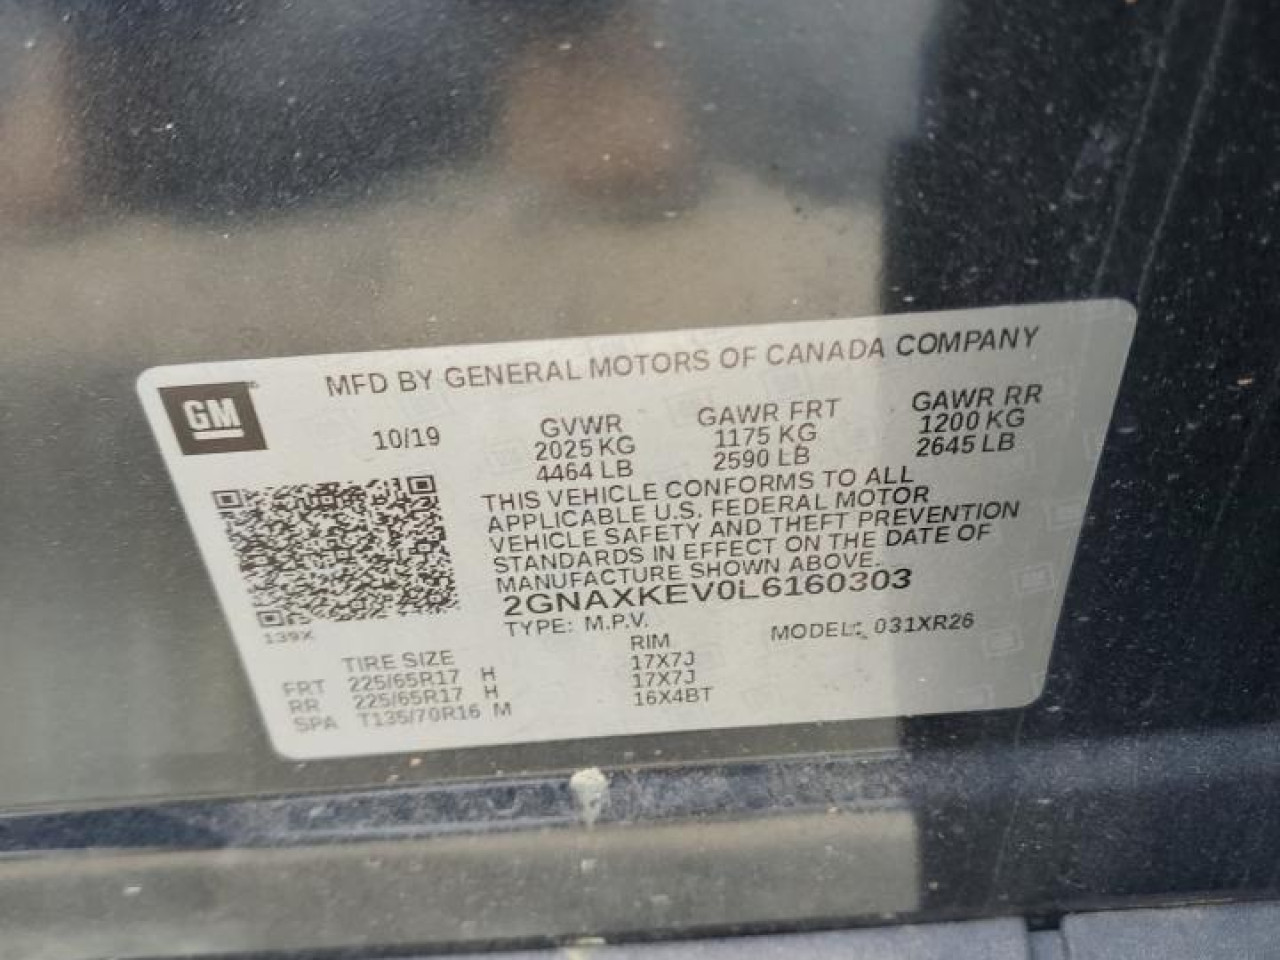 MFD BY GENERAL MOTORS OF CANADA COMPANY
GM
10/19
GVWR
2025 KG
4464 LB
GAWR FRT
1175 KG
2590 LB
GAWR RR
1200 KG
2645 LB
THIS VEHICLE CONFORMS TO ALL
APPLICABLE U.S. FEDERAL MOTOR
VEHICLE SAFETY AND THEFT PREVENTION
STANDARDS IN EFFECT ON THE DATE OF
MANUFACTURE SHOWN ABOVE.
2GNAXKEV0L6160303
TYPE: M.P.V.
MODEL: 031XR26
139X
TIRE SIZE RIM
FRT 225/65R17 H 17X7J
RR 225/65R17 H 17X7J
SPA T135/70R16 M 16X4BT